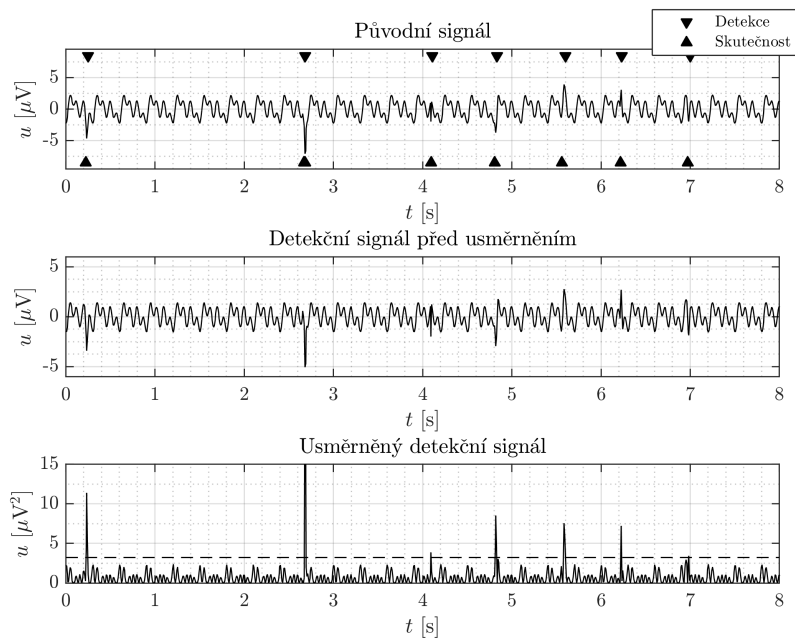 Původní signál
Detekce
Skutečnost
u [µV]
5
0
-5
0 1 2 3 4 5 6 7 8
t [s]
Detekční signál před usměrněním
u [µV]
5
0
-5
0 1 2 3 4 5 6 7 8
t [s]
Usměrněný detekční signál
u [µV²]
15
10
5
0
0 1 2 3 4 5 6 7 8
t [s]